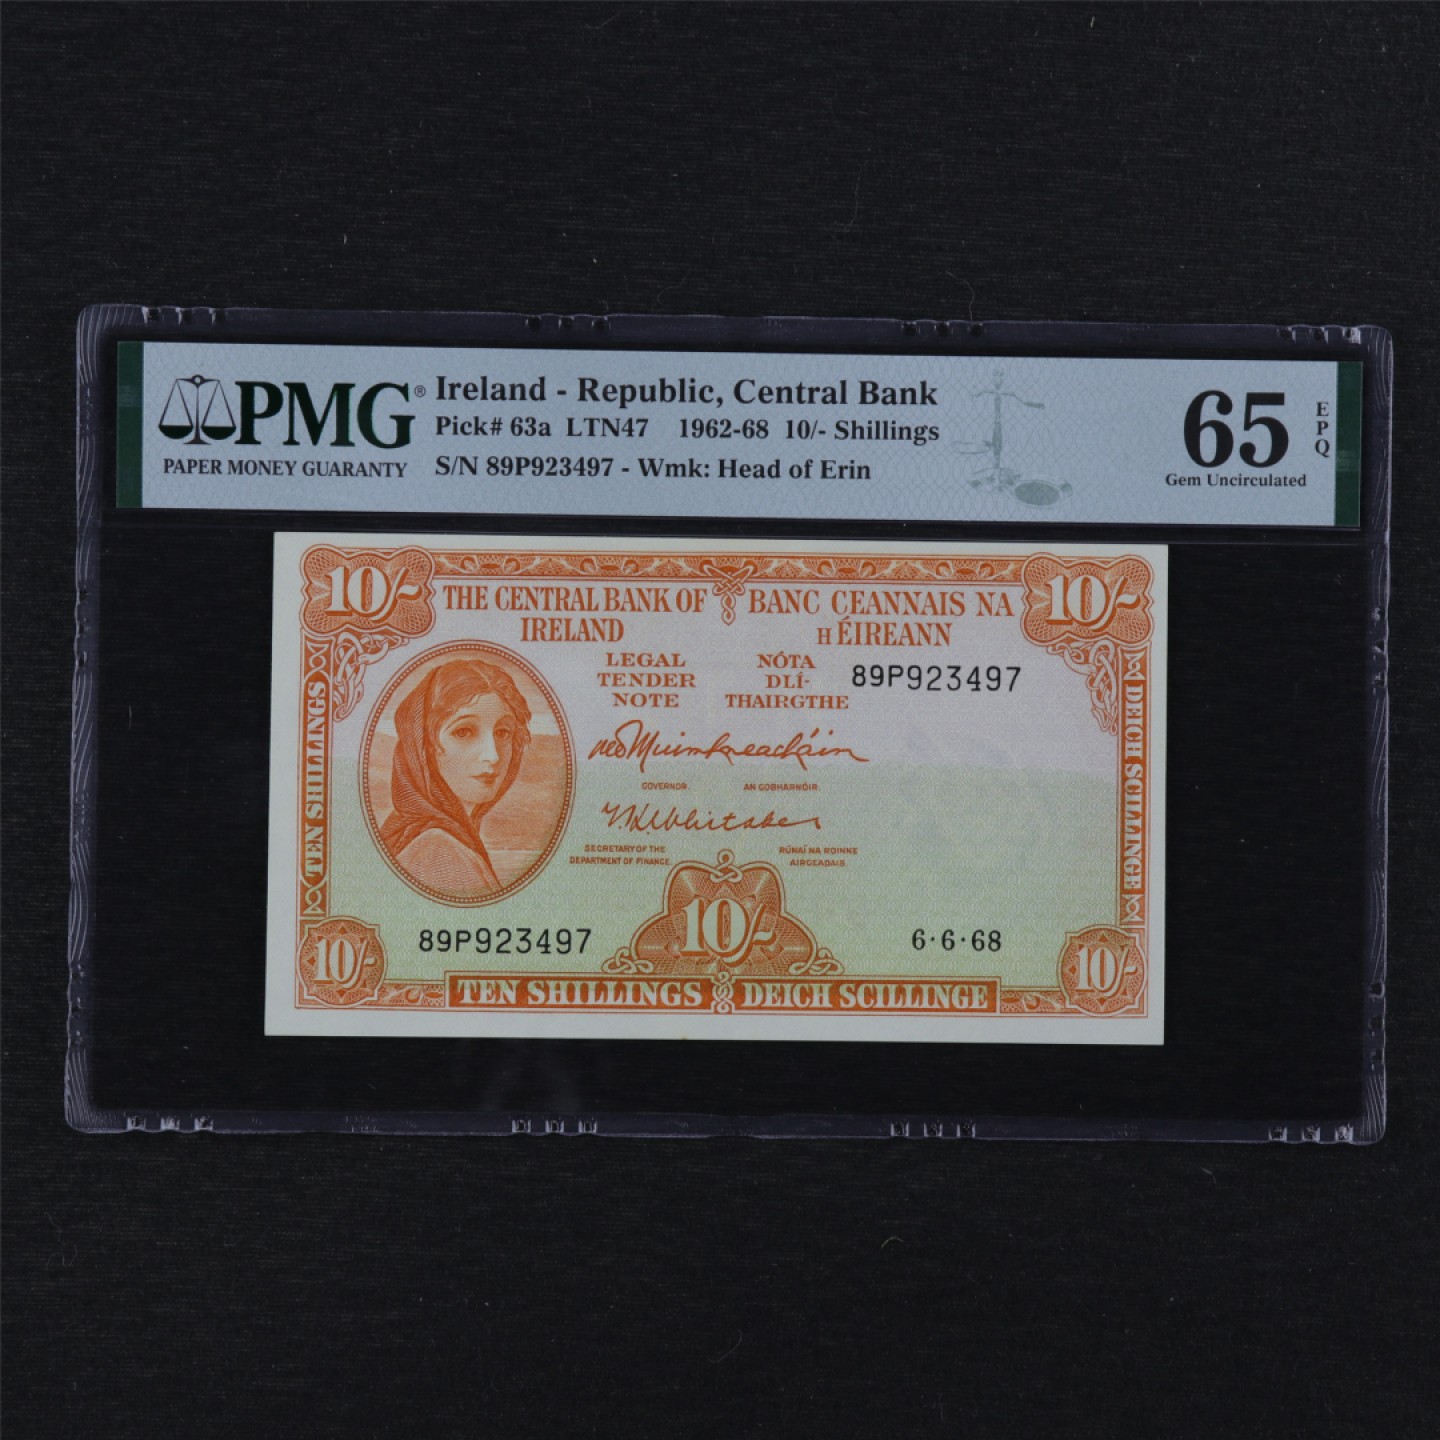 PMG®
PAPER MONEY GUARANTY
Ireland - Republic, Central Bank
Pick# 63a LTN47 1962-68 10/- Shillings
S/N 89P923497 - Wmk: Head of Erin
65
EPQ
Gem Uncirculated
10/-
10/-
THE CENTRAL BANK OF
IRELAND
BANC CEANNAIS NA
H ÉIREANN
LEGAL
TENDER
NOTE
NÓTA
DLÍ-
THAIRGTHE
89P923497
TEN SHILLINGS
DEICH SCILLINGE
GOVERNOR.
AN GOBHARNÓIR.
T.K. Whitaker
SECRETARY OF THE
DEPARTMENT OF FINANCE.
RÚNAÍ NA ROINNE
AIRGEADAIS.
89P923497
10/-
6·6·68
10/-
10/-
TEN SHILLINGS
DEICH SCILLINGE